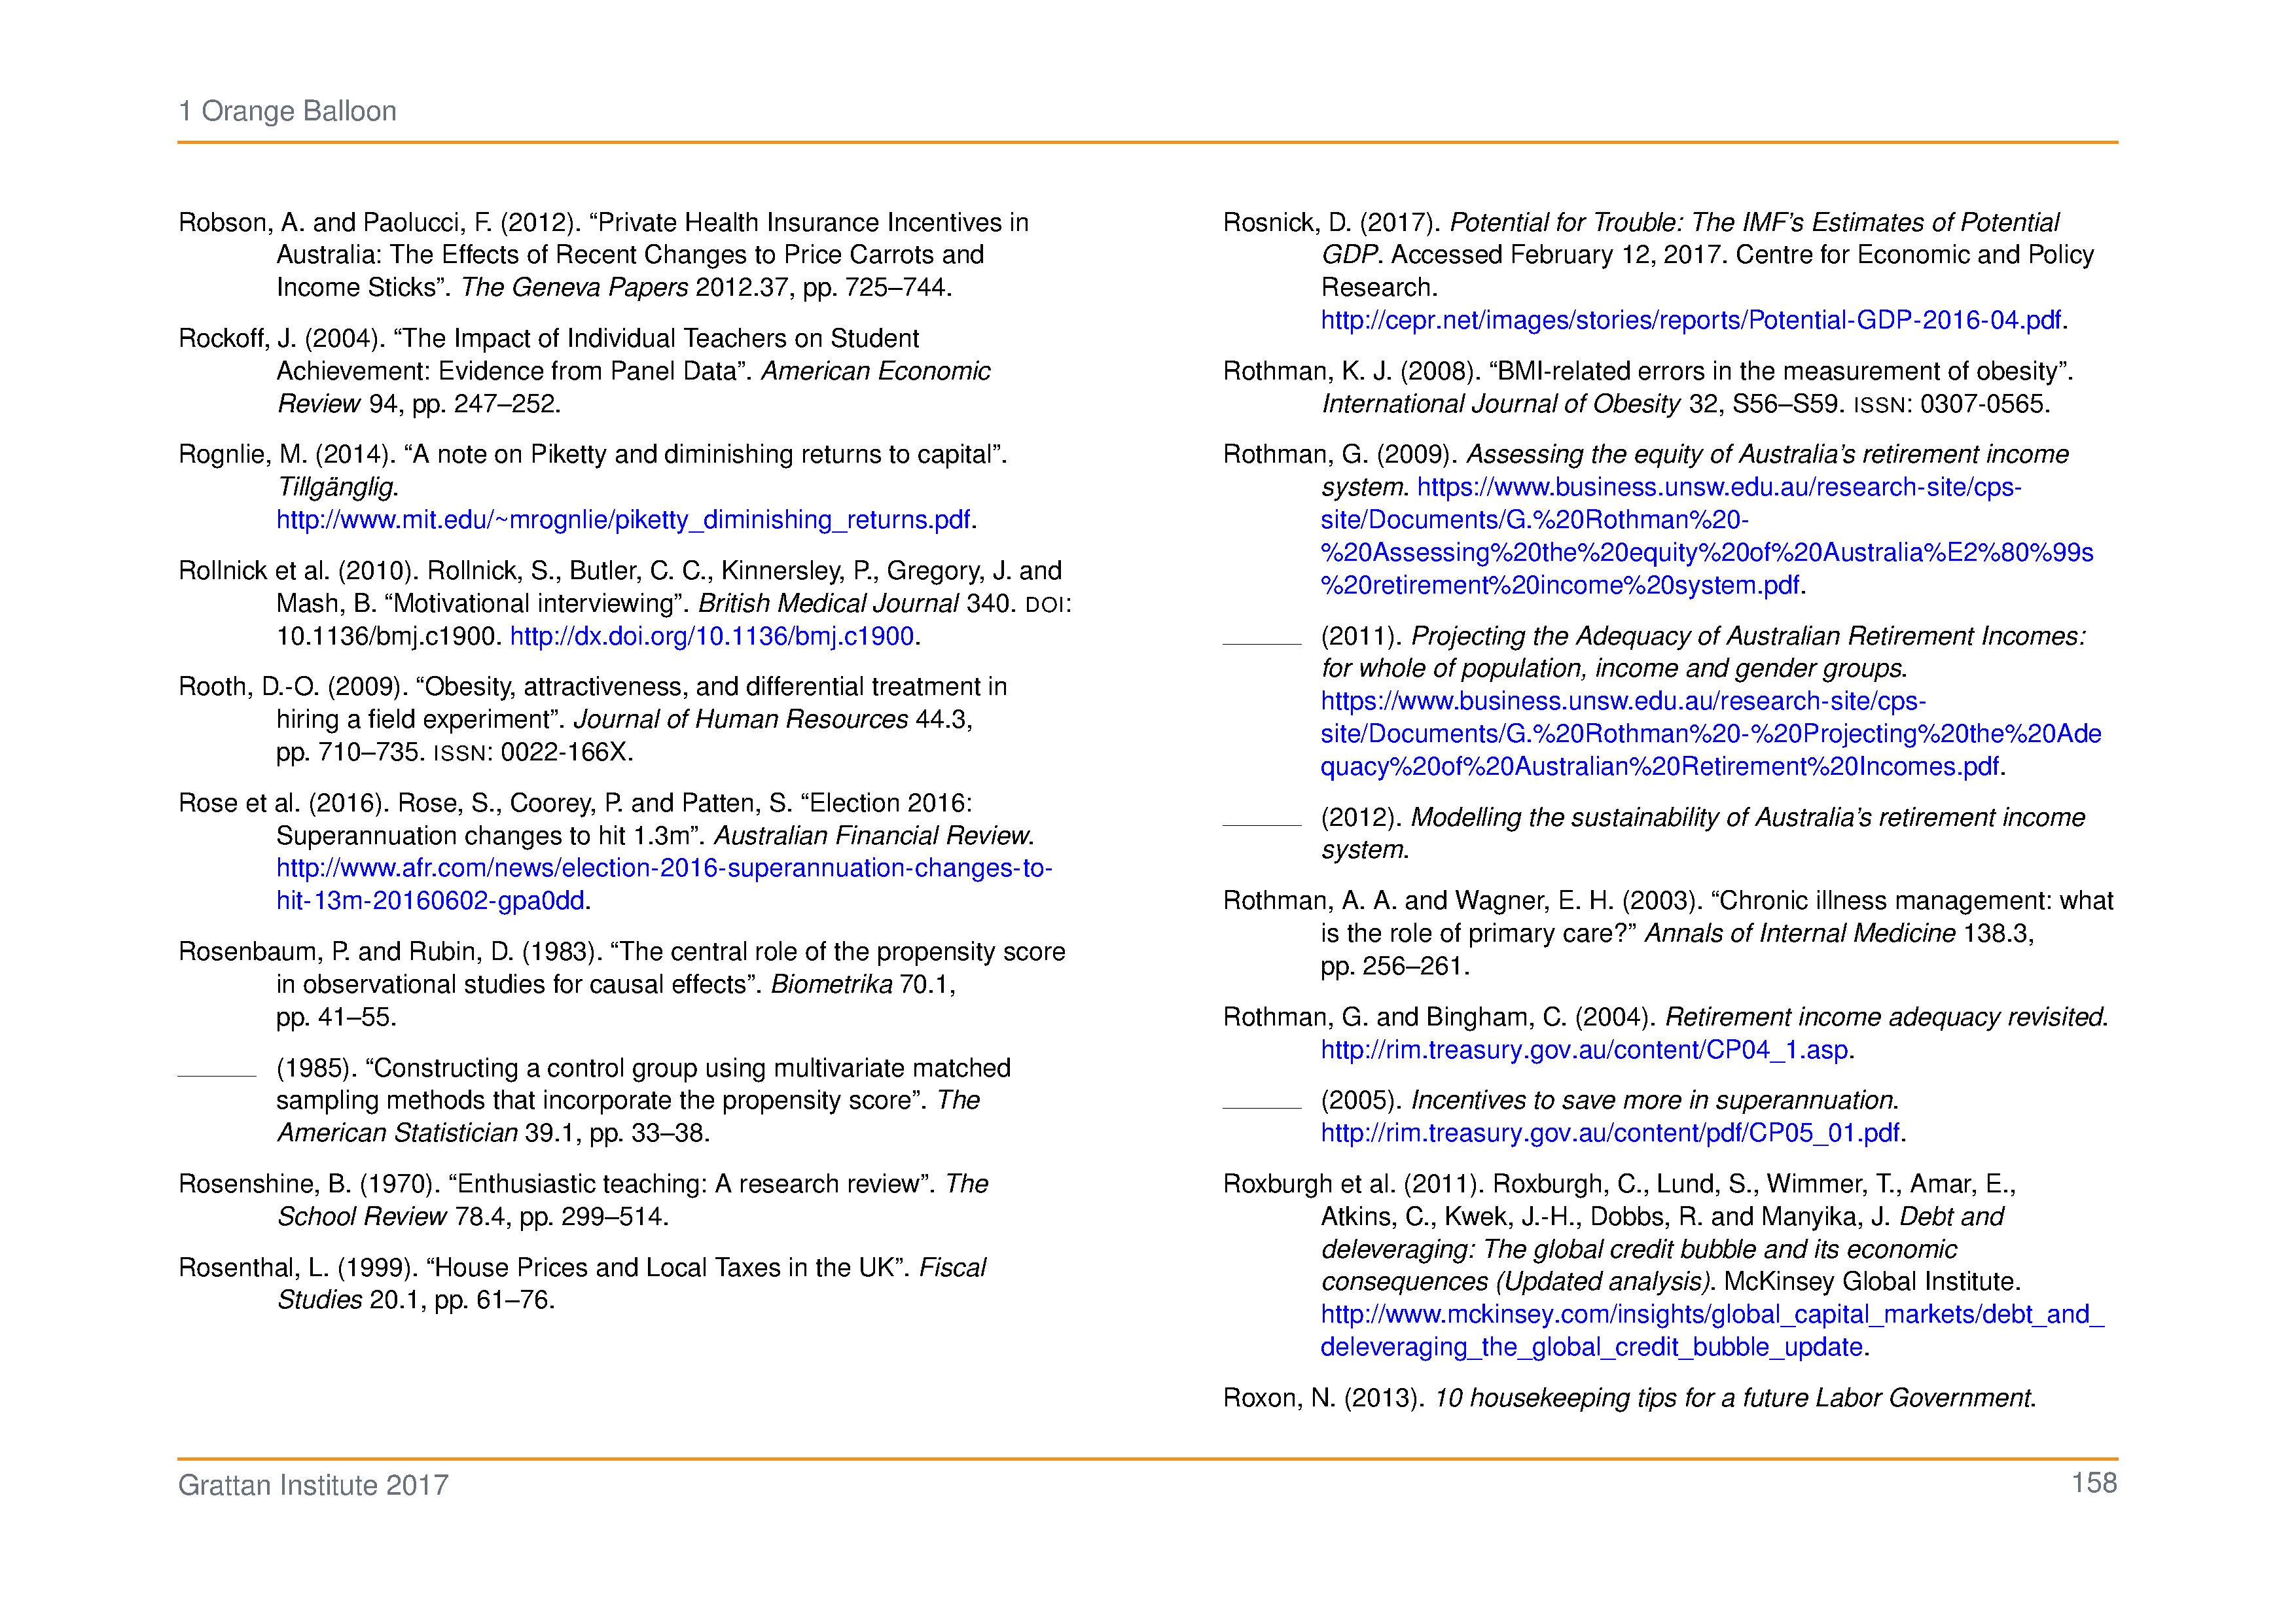 1 Orange Balloon
Robson, A. and Paolucci, F. (2012). “Private Health Insurance Incentives in
Australia: The Effects of Recent Changes to Price Carrots and
Income Sticks”. The Geneva Papers 2012.37, pp. 725–744.
Rockoff, J. (2004). “The Impact of Individual Teachers on Student
Achievement: Evidence from Panel Data”. American Economic
Review 94, pp. 247–252.
Rognlie, M. (2014). “A note on Piketty and diminishing returns to capital”.
Tillgänglig.
http://www.mit.edu/~mrognlie/piketty_diminishing_returns.pdf.
Rollnick et al. (2010). Rollnick, S., Butler, C. C., Kinnersley, P., Gregory, J. and
Mash, B. “Motivational interviewing”. British Medical Journal 340. DOI:
10.1136/bmj.c1900. http://dx.doi.org/10.1136/bmj.c1900.
Rooth, D.-O. (2009). “Obesity, attractiveness, and differential treatment in
hiring a field experiment”. Journal of Human Resources 44.3,
pp. 710–735. ISSN: 0022-166X.
Rose et al. (2016). Rose, S., Coorey, P. and Patten, S. “Election 2016:
Superannuation changes to hit 1.3m”. Australian Financial Review.
http://www.afr.com/news/election-2016-superannuation-changes-to-
hit-13m-20160602-gpa0dd.
Rosenbaum, P. and Rubin, D. (1983). “The central role of the propensity score
in observational studies for causal effects”. Biometrika 70.1,
pp. 41–55.
(1985). “Constructing a control group using multivariate matched
sampling methods that incorporate the propensity score”. The
American Statistician 39.1, pp. 33–38.
Rosenshine, B. (1970). “Enthusiastic teaching: A research review”. The
School Review 78.4, pp. 299–514.
Rosenthal, L. (1999). “House Prices and Local Taxes in the UK”. Fiscal
Studies 20.1, pp. 61–76.
Rosnick, D. (2017). Potential for Trouble: The IMF’s Estimates of Potential
GDP. Accessed February 12, 2017. Centre for Economic and Policy
Research.
http://cepr.net/images/stories/reports/Potential-GDP-2016-04.pdf.
Rothman, K. J. (2008). “BMI-related errors in the measurement of obesity”.
International Journal of Obesity 32, S56–S59. ISSN: 0307-0565.
Rothman, G. (2009). Assessing the equity of Australia’s retirement income
system. https://www.business.unsw.edu.au/research-site/cps-
site/Documents/G.%20Rothman%20-
%20Assessing%20the%20equity%20of%20Australia%E2%80%99s
%20retirement%20income%20system.pdf.
(2011). Projecting the Adequacy of Australian Retirement Incomes:
for whole of population, income and gender groups.
https://www.business.unsw.edu.au/research-site/cps-
site/Documents/G.%20Rothman%20-%20Projecting%20the%20Ade
quacy%20of%20Australian%20Retirement%20Incomes.pdf.
(2012). Modelling the sustainability of Australia’s retirement income
system.
Rothman, A. A. and Wagner, E. H. (2003). “Chronic illness management: what
is the role of primary care?” Annals of Internal Medicine 138.3,
pp. 256–261.
Rothman, G. and Bingham, C. (2004). Retirement income adequacy revisited.
http://rim.treasury.gov.au/content/CP04_1.asp.
(2005). Incentives to save more in superannuation.
http://rim.treasury.gov.au/content/pdf/CP05_01.pdf.
Roxburgh et al. (2011). Roxburgh, C., Lund, S., Wimmer, T., Amar, E.,
Atkins, C., Kwek, J.-H., Dobbs, R. and Manyika, J. Debt and
deleveraging: The global credit bubble and its economic
consequences (Updated analysis). McKinsey Global Institute.
http://www.mckinsey.com/insights/global_capital_markets/debt_and_
deleveraging_the_global_credit_bubble_update.
Roxon, N. (2013). 10 housekeeping tips for a future Labor Government.
Grattan Institute 2017
158